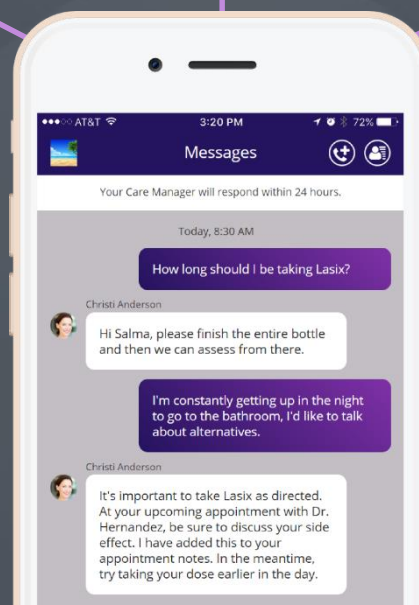 AT&T 3:20 PM 72%
Messages
Your Care Manager will respond within 24 hours.
Today, 8:30 AM
How long should I be taking Lasix?
Christi Anderson
Hi Salma, please finish the entire bottle
and then we can assess from there.
I'm constantly getting up in the night
to go to the bathroom, I'd like to talk
about alternatives.
Christi Anderson
It's important to take Lasix as directed.
At your upcoming appointment with Dr.
Hernandez, be sure to discuss your side
effect. I have added this to your
appointment notes. In the meantime,
try taking your dose earlier in the day.